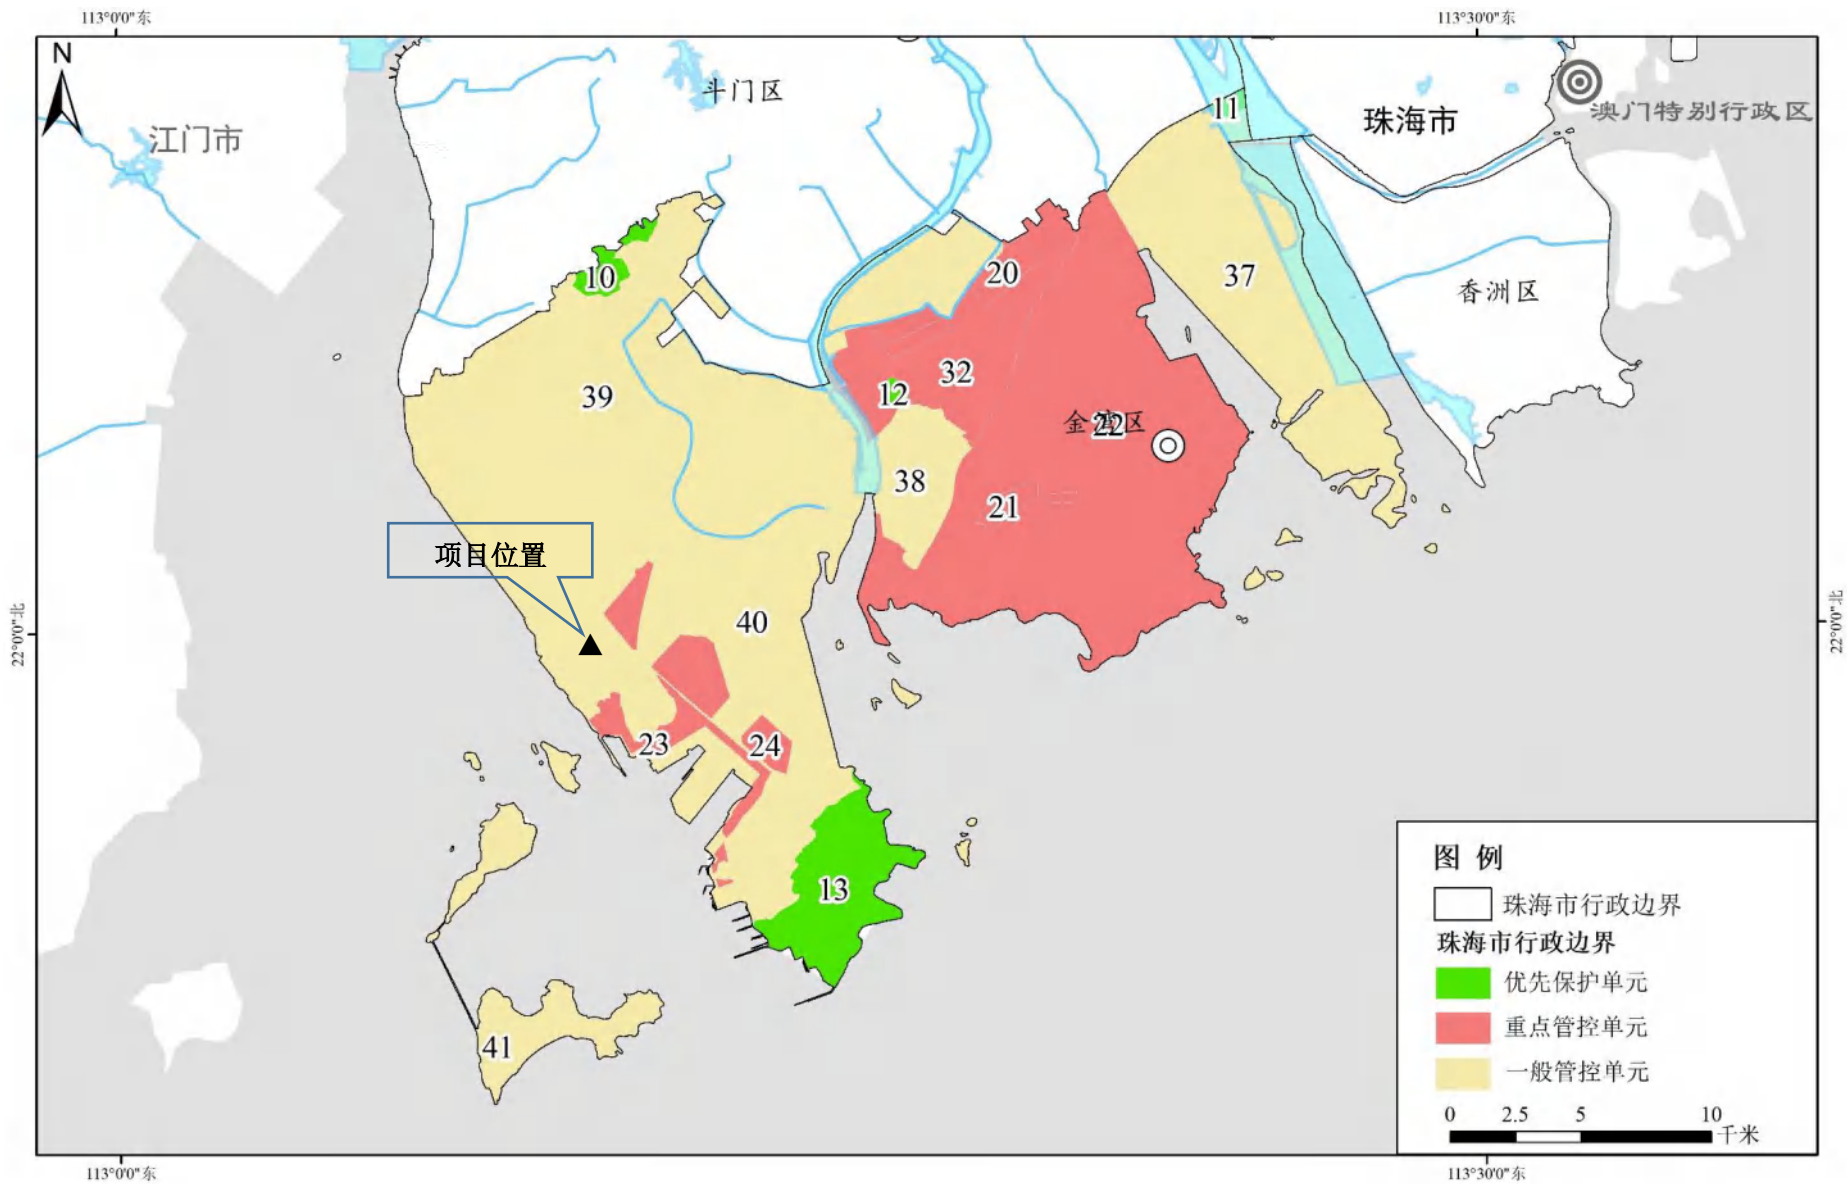 113°0'0"东
113°30'0"东
N
斗门区
江门市
11
珠海市
澳门特别行政区
10
20
37
香洲区
39
12
32
金湾区
22
38
21
项目位置
40
22°0'0"北
22°0'0"北
23
24
13
41
图 例
珠海市行政边界
珠海市行政边界
优先保护单元
重点管控单元
一般管控单元
0 2.5 5 10
千米
113°0'0"东
113°30'0"东